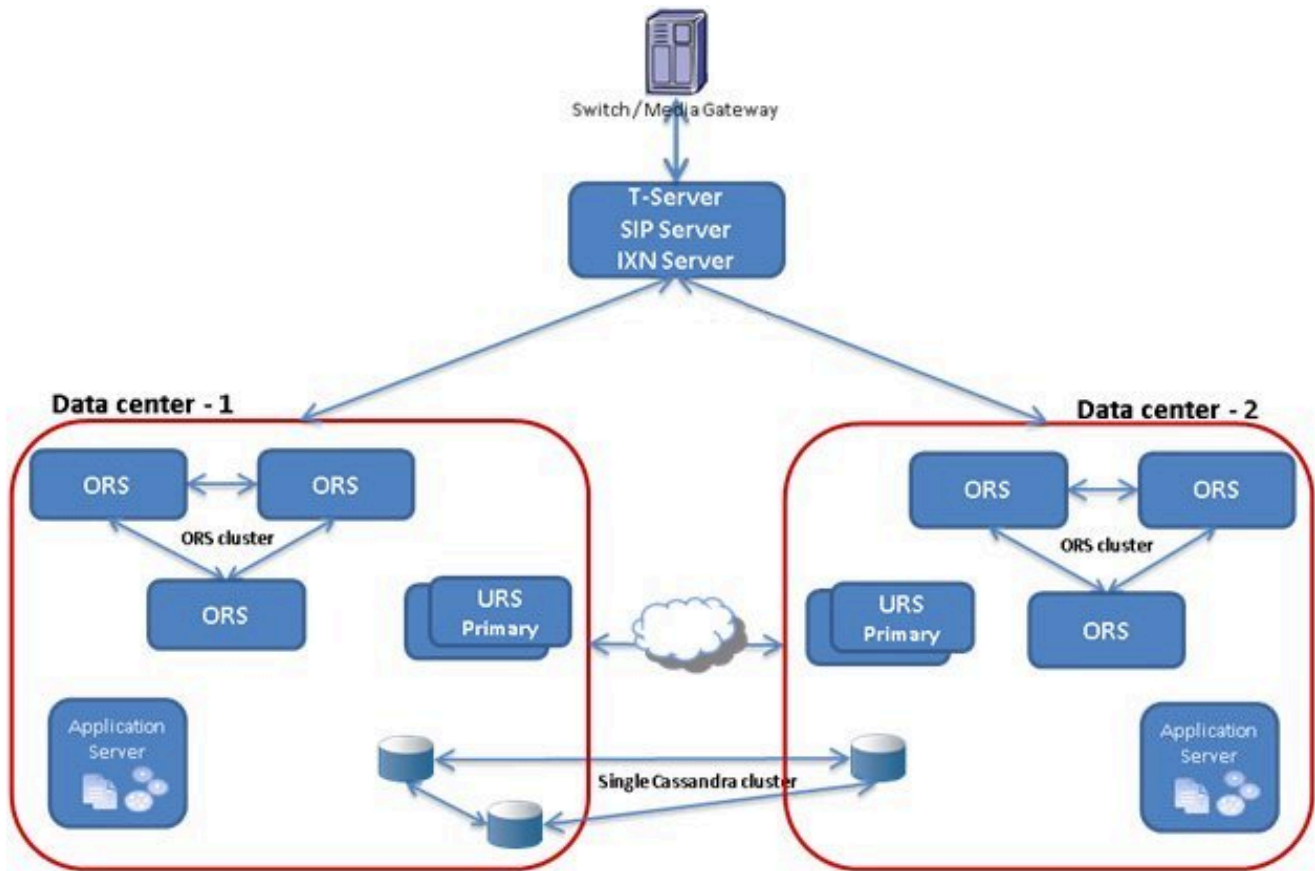 Switch / Media Gateway
T-Server
SIP Server
IXN Server
Data center - 1
Data center - 2
ORS
ORS
ORS cluster
ORS
URS
Primary
Application
Server
ORS
ORS
ORS cluster
ORS
URS
Primary
Application
Server
Single Cassandra cluster